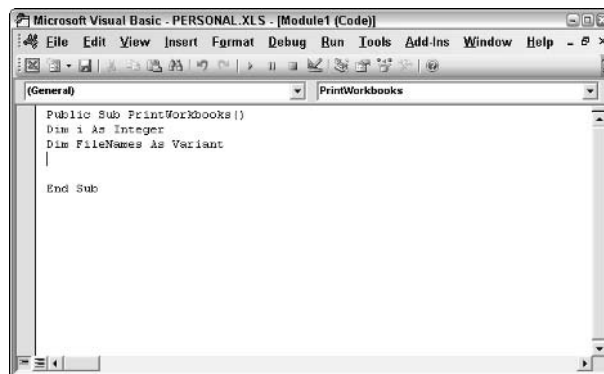 Microsoft Visual Basic - PERSONAL.XLS - [Module1 (Code)]
File Edit View Insert Format Debug Run Tools Add-Ins Window Help
(General) PrintWorkbooks
Public Sub PrintWorkbooks()
Dim i As Integer
Dim FileNames As Variant
End Sub